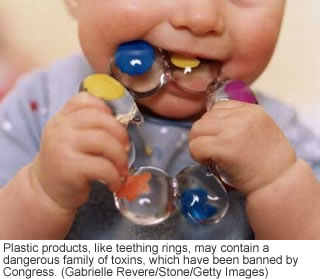 Plastic products, like teething rings, may contain a
dangerous family of toxins, which have been banned by
Congress. (Gabrielle Revere/Stone/Getty Images)